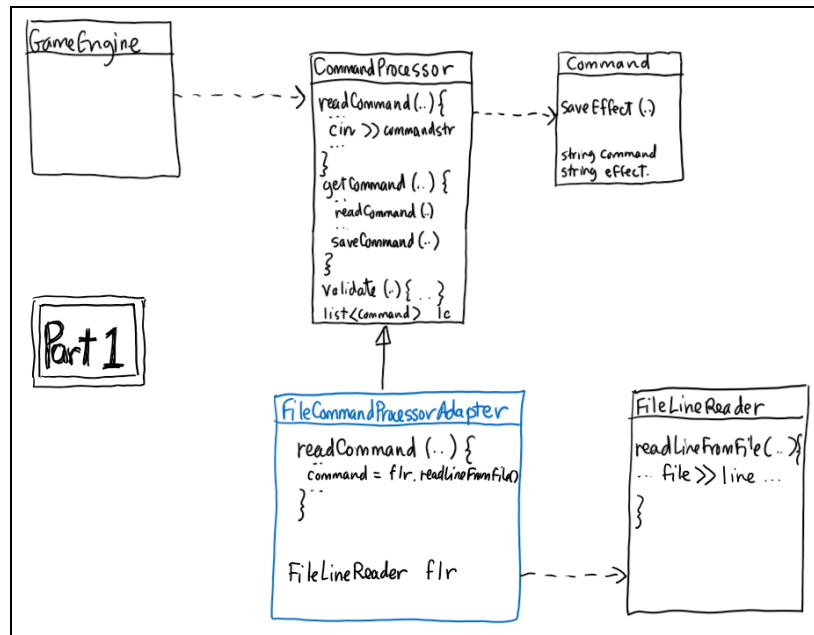 GameEngine
CommandProcessor
readCommand (..) {
...
cin >> commandstr
...
}
getCommand (..) {
...
readCommand (.)
...
saveCommand (..)
}
validate (..) { ... }
list<command> lc
Command
saveEffect (..)
string command
string effect.
Part 1
FileCommandProcessorAdapter
readCommand (..) {
...
command = flr.readLineFromFile()
...
}
FileLineReader flr
FileLineReader
readLineFromFile(..){
... file >> line ...
}